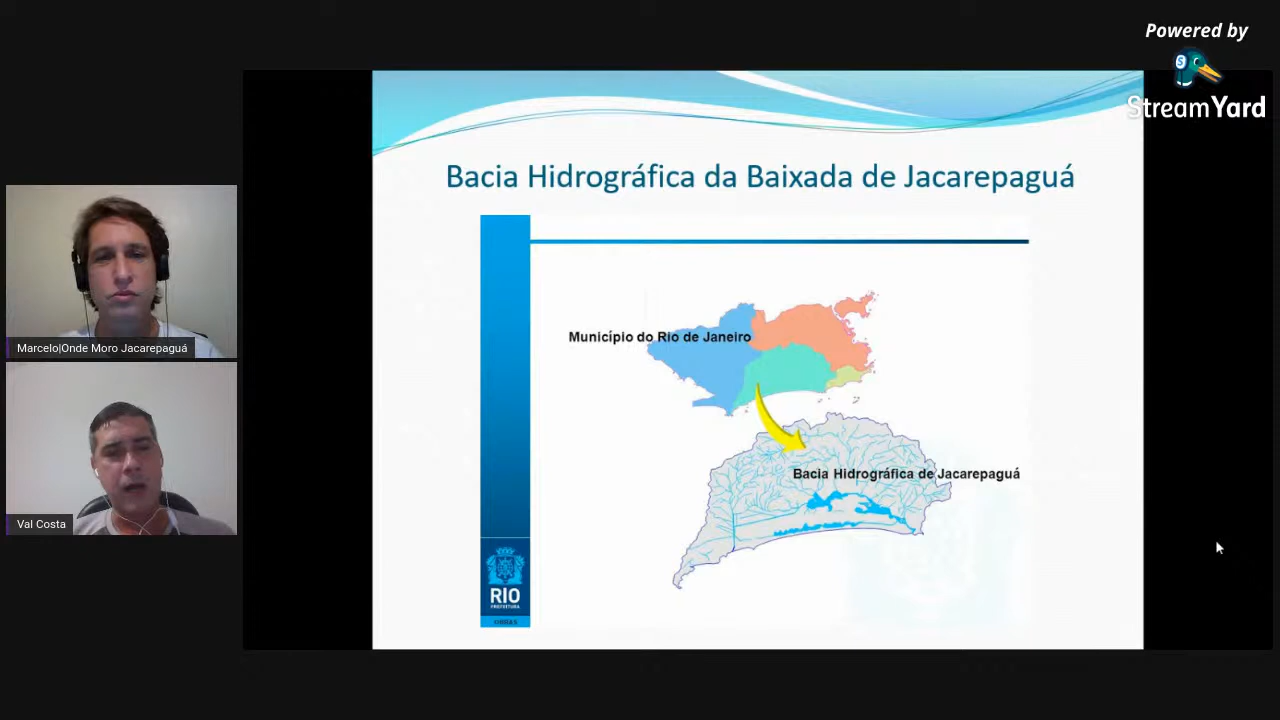 Powered by
StreamYard
Bacia Hidrográfica da Baixada de Jacarepaguá
Município do Rio de Janeiro
Bacia Hidrográfica de Jacarepaguá
RIO
PREFEITURA
OBRAS
Marcelo|Onde Moro Jacarepaguá
Val Costa